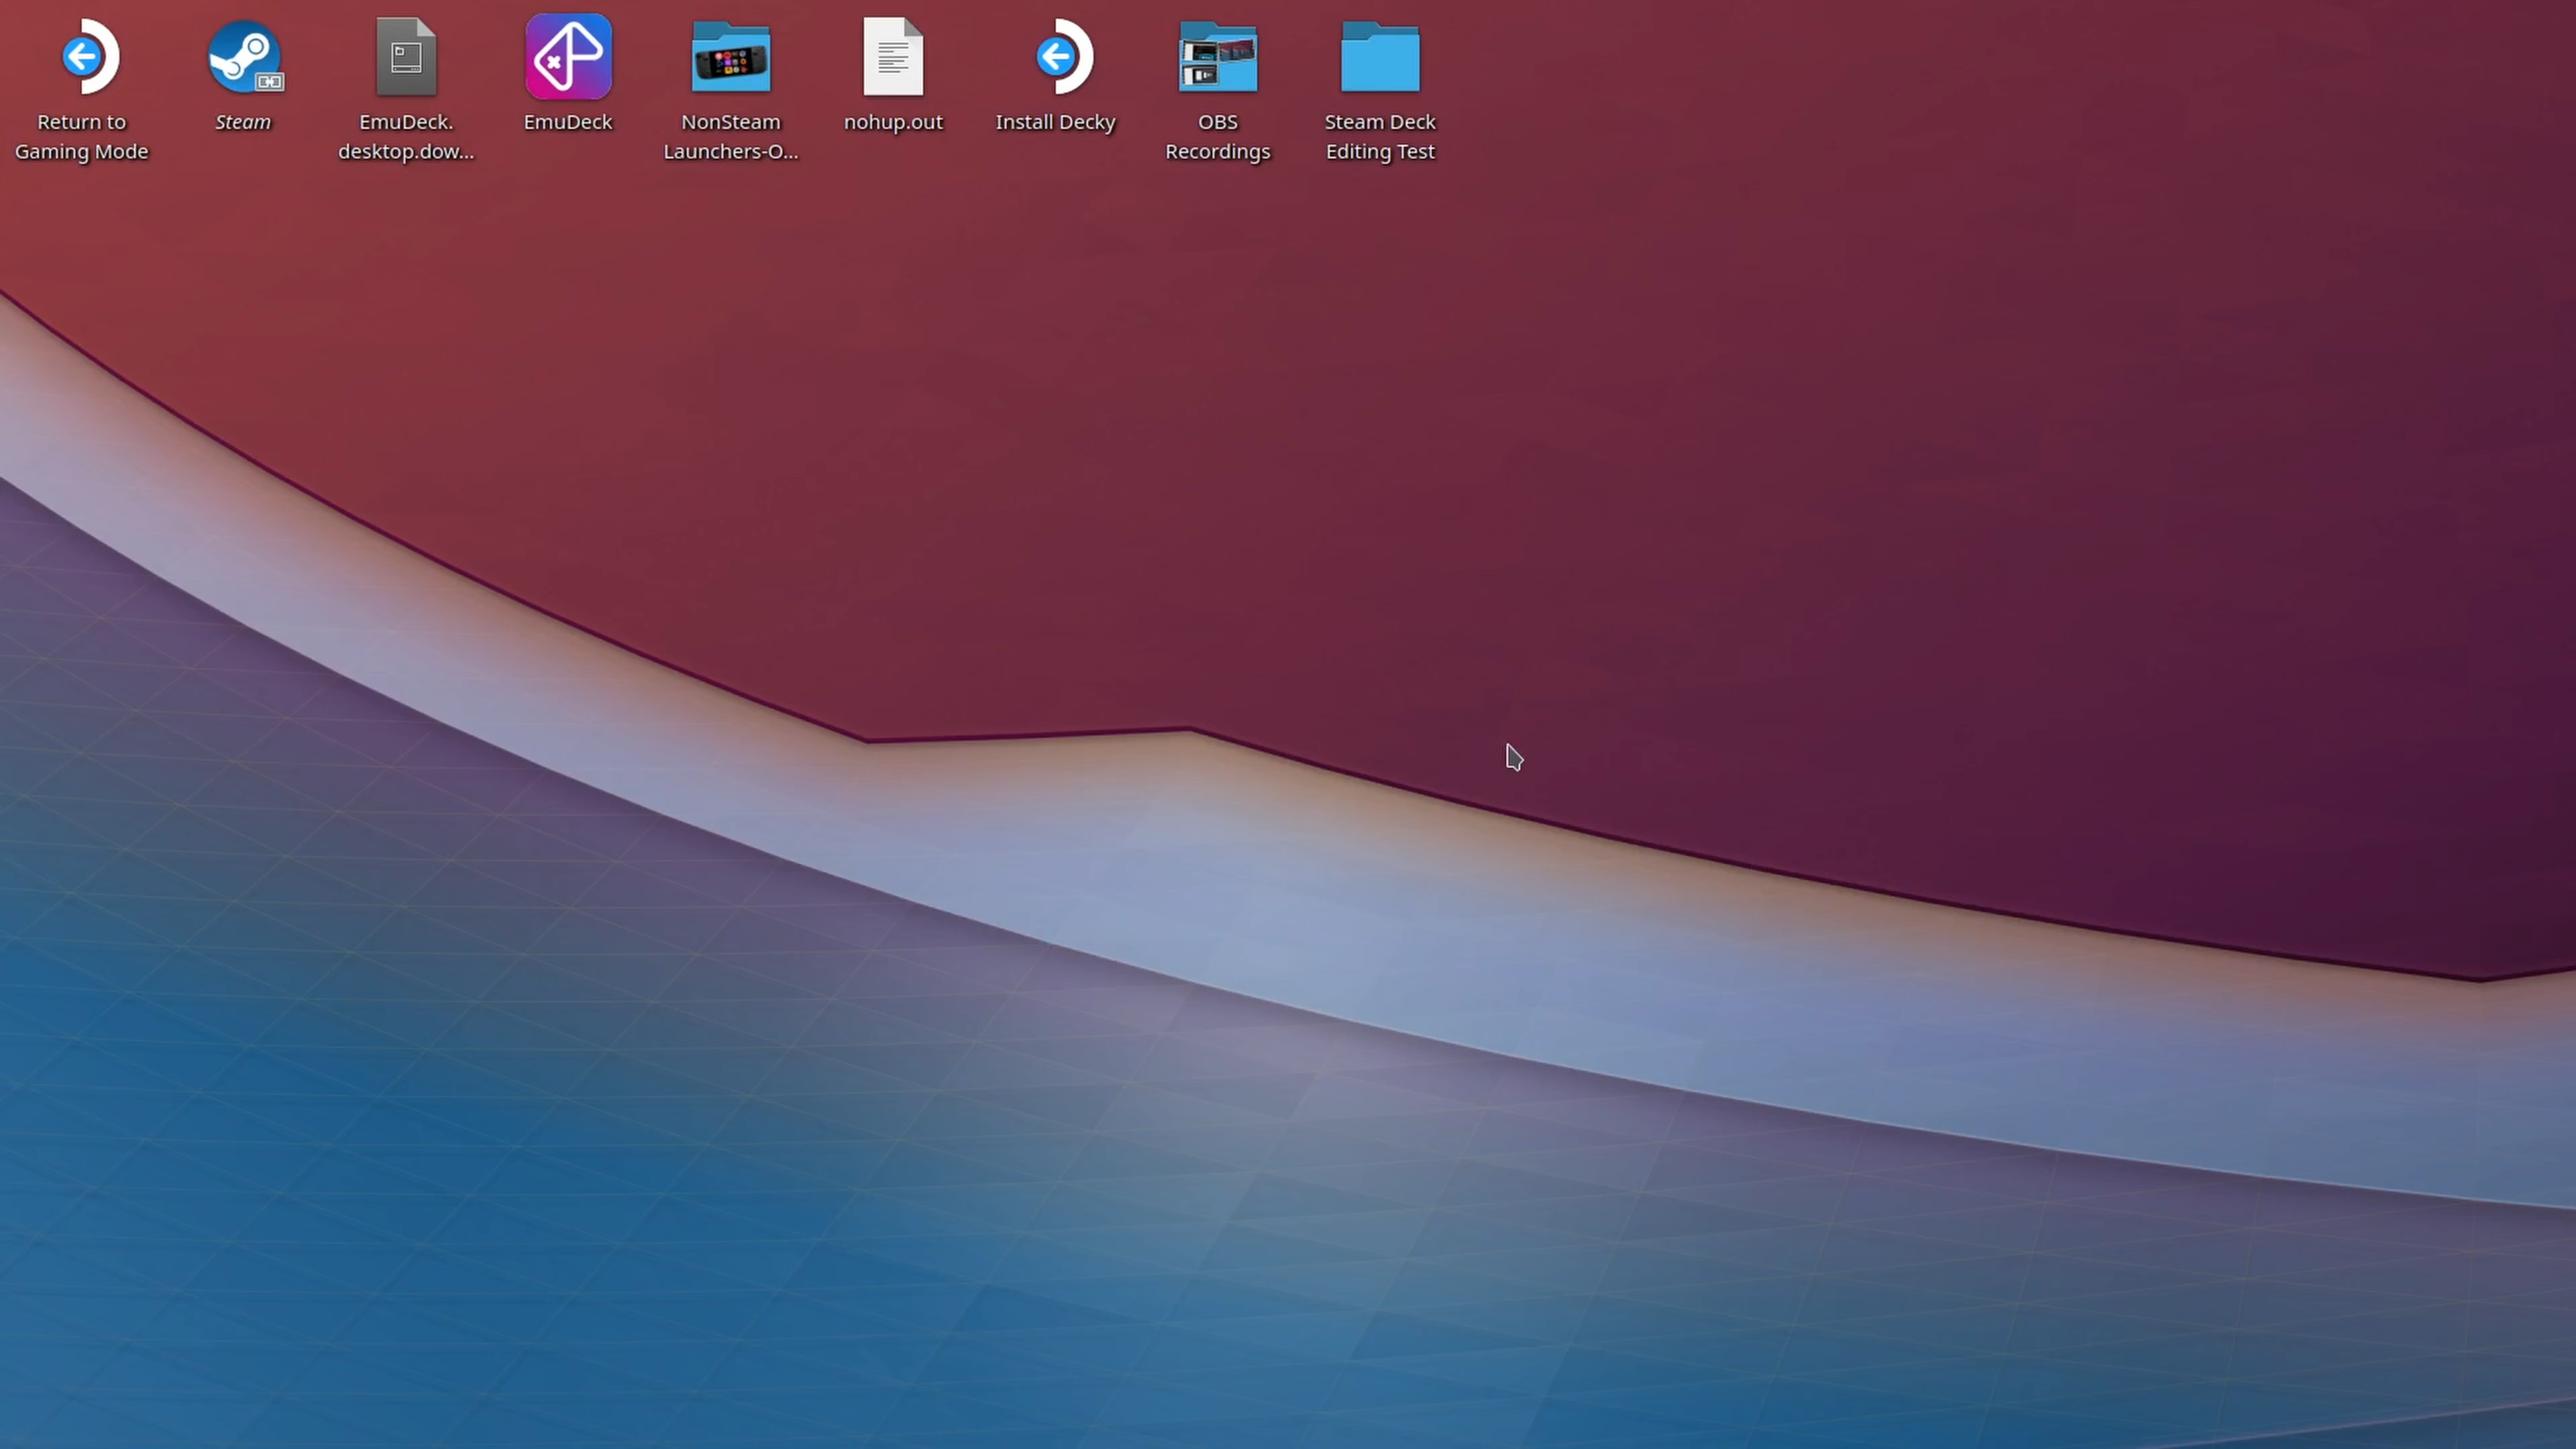 Return to
Gaming Mode
Steam
EmuDeck.
desktop.dow...
EmuDeck
NonSteam
Launchers-O...
nohup.out
Install Decky
OBS
Recordings
Steam Deck
Editing Test